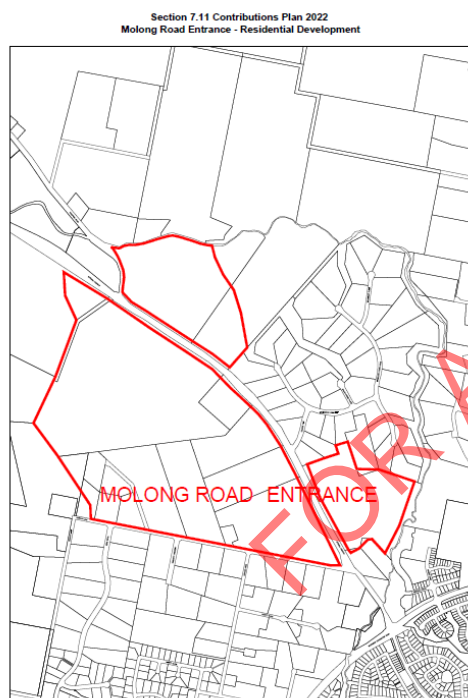 Section 7.11 Contributions Plan 2022
Molong Road Entrance - Residential Development
MOLONG ROAD ENTRANCE
FOR A